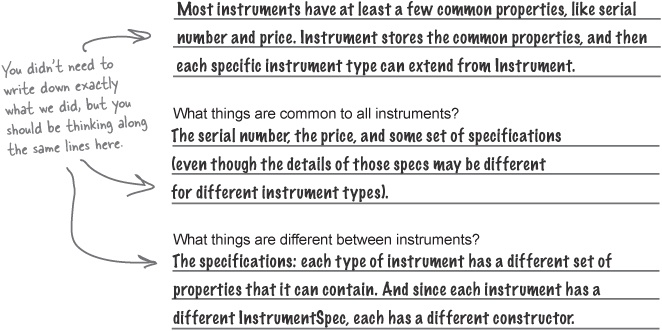 Most instruments have at least a few common properties, like serial
number and price. Instrument stores the common properties, and then
each specific instrument type can extend from Instrument.
You didn't need to
write down exactly
what we did, but you
should be thinking along
the same lines here.
What things are common to all instruments?
The serial number, the price, and some set of specifications
(even though the details of those specs may be different
for different instrument types).
What things are different between instruments?
The specifications: each type of instrument has a different set of
properties that it can contain. And since each instrument has a
different InstrumentSpec, each has a different constructor.